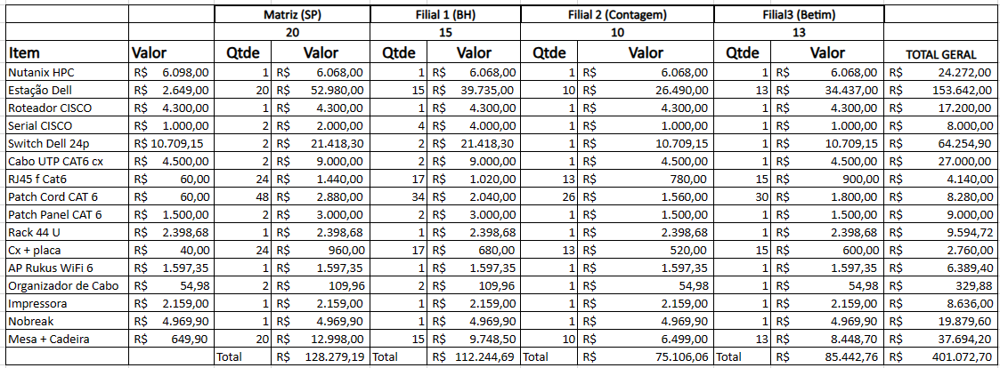 Matriz (SP) Filial 1 (BH) Filial 2 (Contagem) Filial3 (Betim)
20 15 10 13
Item Valor Qtde Valor Qtde Valor Qtde Valor Qtde Valor TOTAL GERAL
Nutanix HPC R$ 6.098,00 1 R$ 6.068,00 1 R$ 6.068,00 1 R$ 6.068,00 1 R$ 6.068,00 R$ 24.272,00
Estação Dell R$ 2.649,00 20 R$ 52.980,00 15 R$ 39.735,00 10 R$ 26.490,00 13 R$ 34.437,00 R$ 153.642,00
Roteador CISCO R$ 4.300,00 1 R$ 4.300,00 1 R$ 4.300,00 1 R$ 4.300,00 1 R$ 4.300,00 R$ 17.200,00
Serial CISCO R$ 1.000,00 2 R$ 2.000,00 4 R$ 4.000,00 1 R$ 1.000,00 1 R$ 1.000,00 R$ 8.000,00
Switch Dell 24p R$ 10.709,15 2 R$ 21.418,30 2 R$ 21.418,30 1 R$ 10.709,15 1 R$ 10.709,15 R$ 64.254,90
Cabo UTP CAT6 cx R$ 4.500,00 2 R$ 9.000,00 2 R$ 9.000,00 1 R$ 4.500,00 1 R$ 4.500,00 R$ 27.000,00
RJ45 f Cat6 R$ 60,00 24 R$ 1.440,00 17 R$ 1.020,00 13 R$ 780,00 15 R$ 900,00 R$ 4.140,00
Patch Cord CAT 6 R$ 60,00 48 R$ 2.880,00 34 R$ 2.040,00 26 R$ 1.560,00 30 R$ 1.800,00 R$ 8.280,00
Patch Panel CAT 6 R$ 1.500,00 2 R$ 3.000,00 2 R$ 3.000,00 1 R$ 1.500,00 1 R$ 1.500,00 R$ 9.000,00
Rack 44 U R$ 2.398,68 1 R$ 2.398,68 1 R$ 2.398,68 1 R$ 2.398,68 1 R$ 2.398,68 R$ 9.594,72
Cx + placa R$ 40,00 24 R$ 960,00 17 R$ 680,00 13 R$ 520,00 15 R$ 600,00 R$ 2.760,00
AP Rukus WiFi 6 R$ 1.597,35 1 R$ 1.597,35 1 R$ 1.597,35 1 R$ 1.597,35 1 R$ 1.597,35 R$ 6.389,40
Organizador de Cabo R$ 54,98 2 R$ 109,96 2 R$ 109,96 1 R$ 54,98 1 R$ 54,98 R$ 329,88
Impressora R$ 2.159,00 1 R$ 2.159,00 1 R$ 2.159,00 1 R$ 2.159,00 1 R$ 2.159,00 R$ 8.636,00
Nobreak R$ 4.969,90 1 R$ 4.969,90 1 R$ 4.969,90 1 R$ 4.969,90 1 R$ 4.969,90 R$ 19.879,60
Mesa + Cadeira R$ 649,90 20 R$ 12.998,00 15 R$ 9.748,50 10 R$ 6.499,00 13 R$ 8.448,70 R$ 37.694,20
Total R$ 128.279,19 Total R$ 112.244,69 Total R$ 75.106,06 Total R$ 85.442,76 R$ 401.072,70